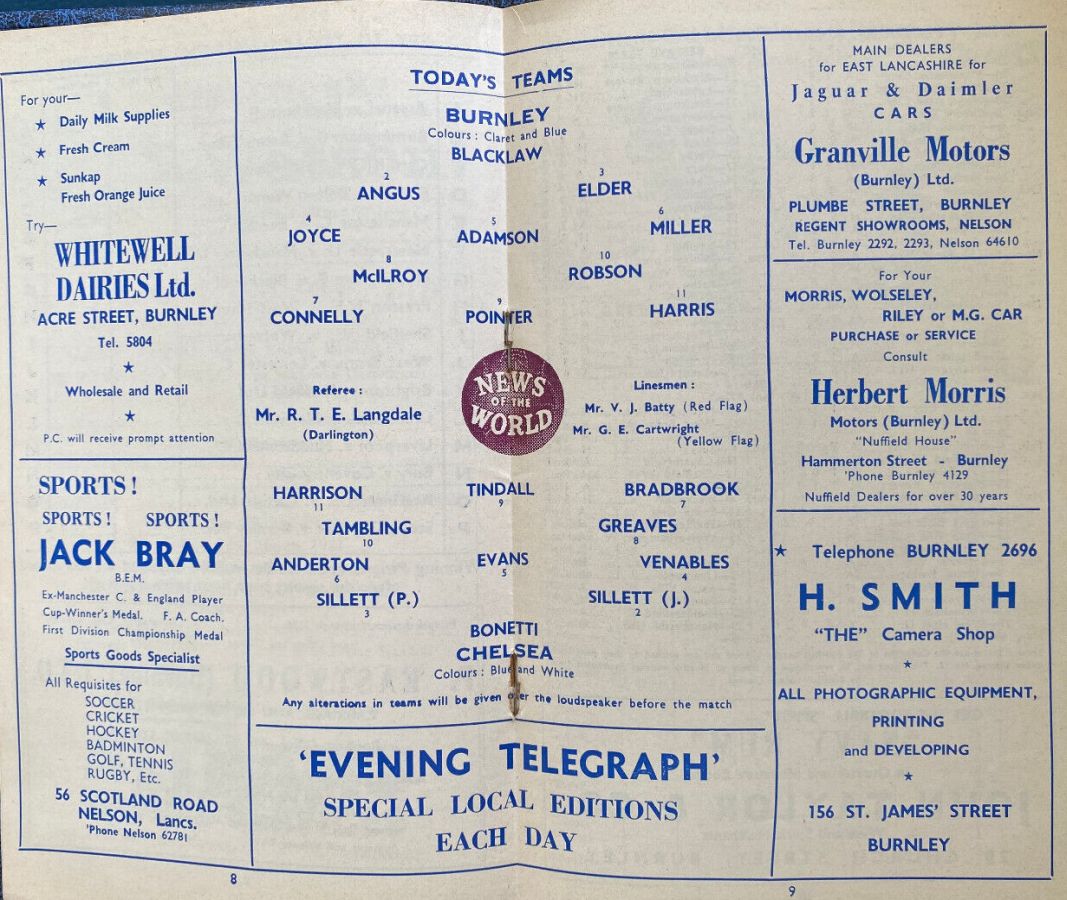 For your—
★ Daily Milk Supplies
★ Fresh Cream
★ Sunkap
Fresh Orange Juice
Try—
WHITEWELL
DAIRIES Ltd.
ACRE STREET, BURNLEY
Tel. 5804
★
Wholesale and Retail
★
P.C. will receive prompt attention
SPORTS !
SPORTS ! SPORTS !
JACK BRAY
B.E.M.
Ex-Manchester C. & England Player
Cup-Winner's Medal. F. A. Coach.
First Division Championship Medal
Sports Goods Specialist
All Requisites for
SOCCER
CRICKET
HOCKEY
BADMINTON
GOLF, TENNIS
RUGBY, Etc.
56 SCOTLAND ROAD
NELSON, Lancs.
'Phone Nelson 62781
8
TODAY'S TEAMS
BURNLEY
Colours : Claret and Blue
BLACKLAW
2 3
ANGUS ELDER
4 5 6
JOYCE ADAMSON MILLER
8 10
McILROY ROBSON
7 9 11
CONNELLY POINTER HARRIS
Referee :
Mr. R. T. E. Langdale
(Darlington)
NEWS
OF THE
WORLD
Linesmen :
Mr. V. J. Batty (Red Flag)
Mr. G. E. Cartwright
(Yellow Flag)
HARRISON TINDALL BRADBROOK
11 9 7
TAMBLING GREAVES
10 8
ANDERTON EVANS VENABLES
6 5 4
SILLETT (P.) SILLETT (J.)
3 2
BONETTI
CHELSEA
Colours : Blue and White
Any alterations in teams will be given over the loudspeaker before the match
'EVENING TELEGRAPH'
SPECIAL LOCAL EDITIONS
EACH DAY
MAIN DEALERS
for EAST LANCASHIRE for
Jaguar & Daimler
CARS
Granville Motors
(Burnley) Ltd.
PLUMBE STREET, BURNLEY
REGENT SHOWROOMS, NELSON
Tel. Burnley 2292, 2293, Nelson 64610
For Your
MORRIS, WOLSELEY,
RILEY or M.G. CAR
PURCHASE or SERVICE
Consult
Herbert Morris
Motors (Burnley) Ltd.
"Nuffield House"
Hammerton Street - Burnley
'Phone Burnley 4129
Nuffield Dealers for over 30 years
★ Telephone BURNLEY 2696
H. SMITH
"THE" Camera Shop
★
ALL PHOTOGRAPHIC EQUIPMENT,
PRINTING
and DEVELOPING
★
156 ST. JAMES' STREET
BURNLEY
9